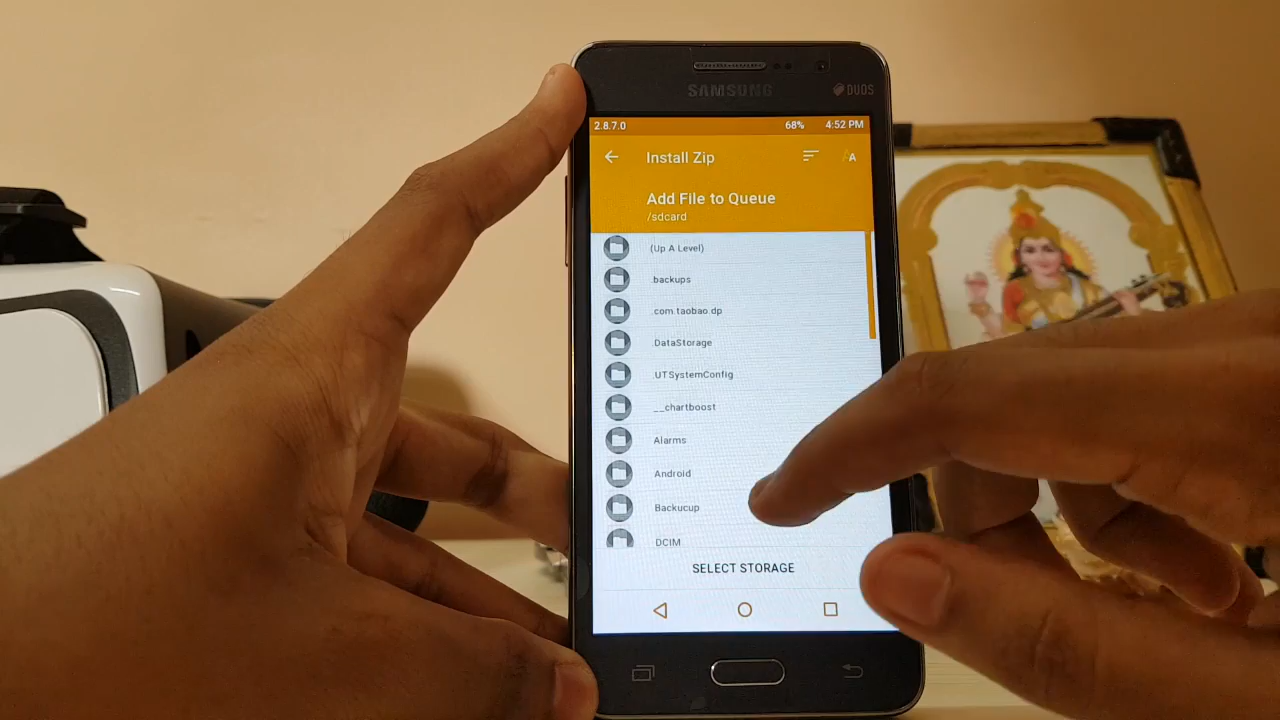 SAMSUNG
DUOS
2.8.7.0 68% 4:52 PM
Install Zip A
Add File to Queue
/sdcard
(Up A Level)
.backups
.com.taobao.dp
.DataStorage
.UTSystemConfig
__chartboost
Alarms
Android
Backucup
DCIM
SELECT STORAGE